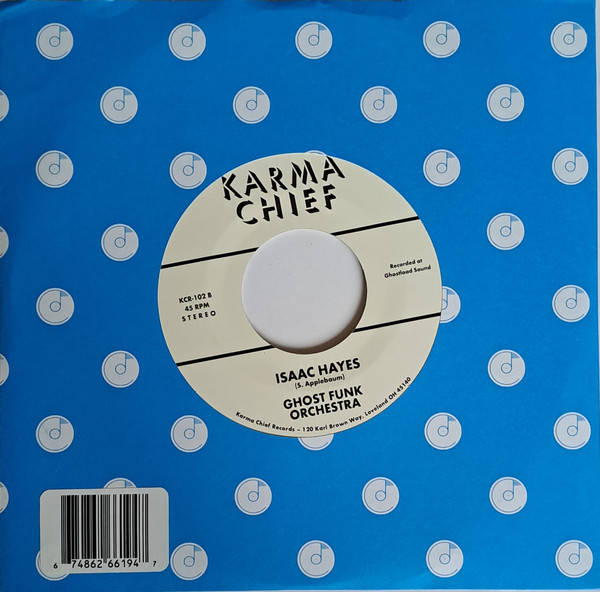 KARMA
CHIEF
Recorded at
Ghostload Sound
KCR-102 B
45 RPM
STEREO
ISAAC HAYES
(S. Applebaum)
GHOST FUNK
ORCHESTRA
Karma Chief Records – 120 Karl Brown Way, Loveland OH 45140
6 74862 66194 7